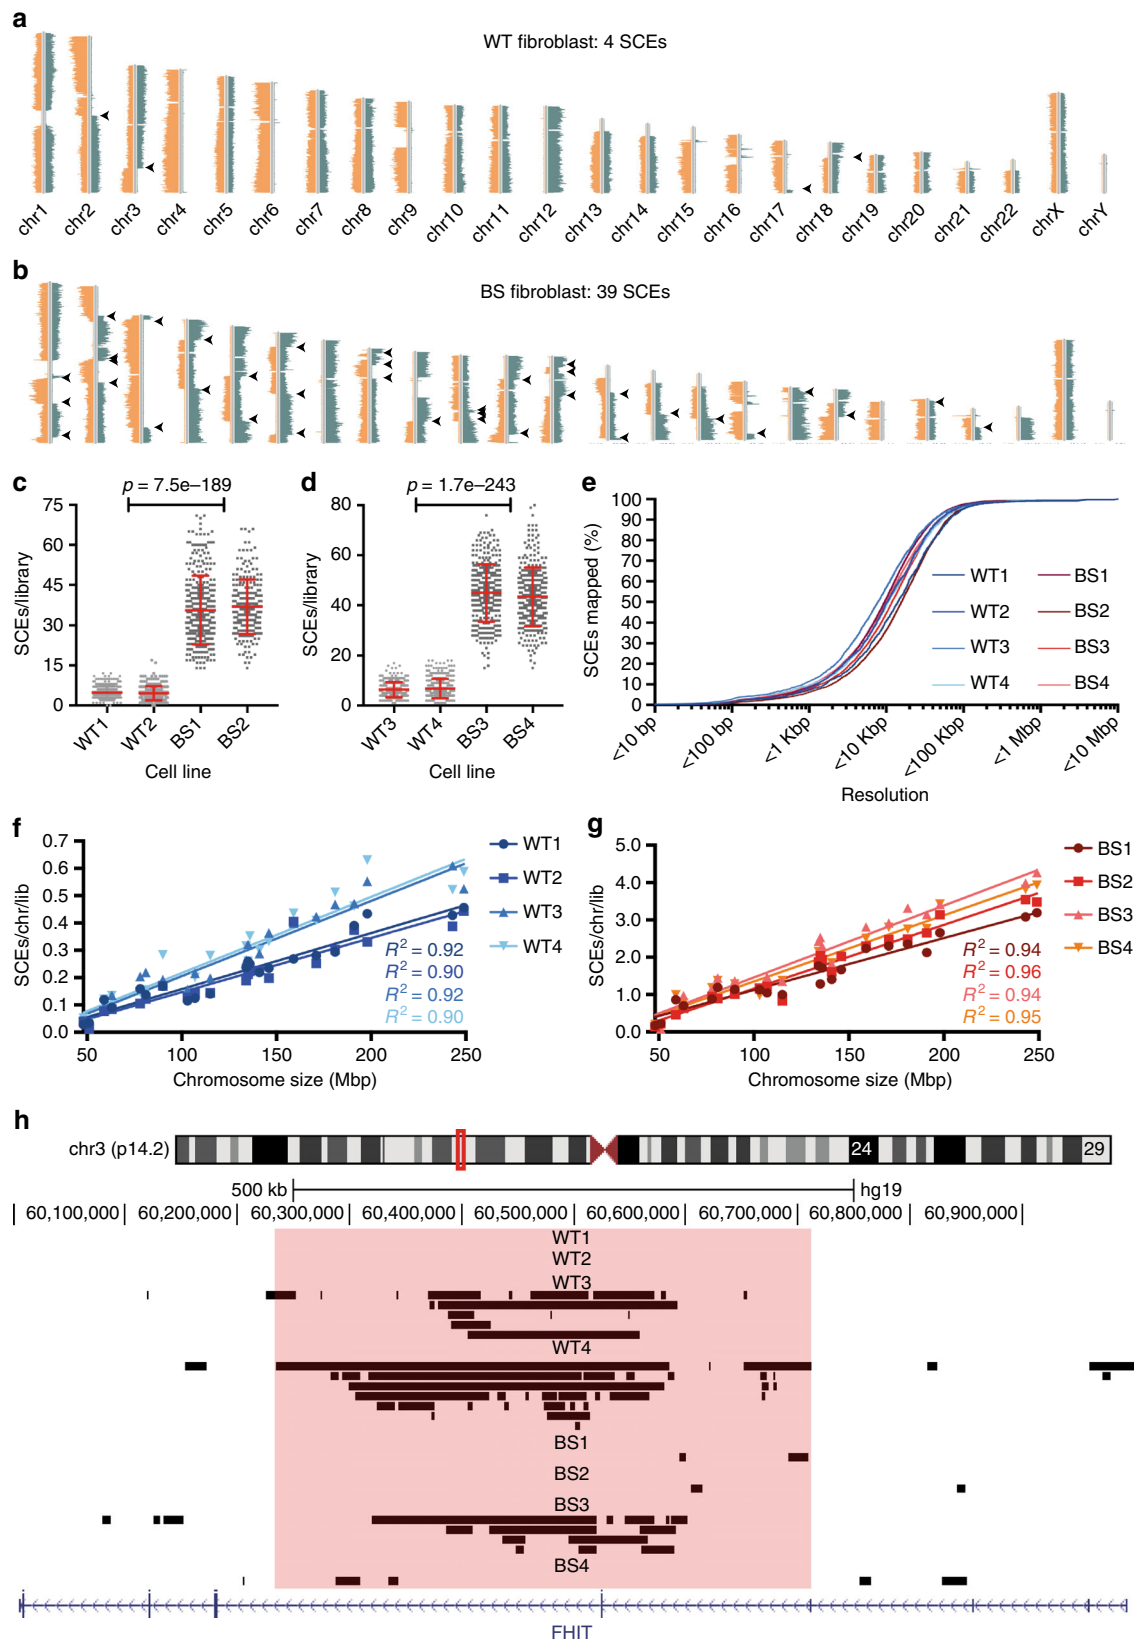 a
WT fibroblast: 4 SCEs
chr1 chr2 chr3 chr4 chr5 chr6 chr7 chr8 chr9 chr10 chr11 chr12 chr13 chr14 chr15 chr16 chr17 chr18 chr19 chr20 chr21 chr22 chrX chrY
b
BS fibroblast: 39 SCEs
c
p = 7.5e–189
SCEs/library
75
60
45
30
15
0
WT1 WT2 BS1 BS2
Cell line
d
p = 1.7e–243
SCEs/library
80
60
40
20
0
WT3 WT4 BS3 BS4
Cell line
e
SCEs mapped (%)
100
90
80
70
60
50
40
30
20
10
0
WT1 BS1
WT2 BS2
WT3 BS3
WT4 BS4
<10 bp <100 bp <1 Kbp <10 Kbp <100 Kbp <1 Mbp <10 Mbp
Resolution
f
SCEs/chr/lib
0.7
0.6
0.5
0.4
0.3
0.2
0.1
0.0
WT1
WT2
WT3
WT4
R² = 0.92
R² = 0.90
R² = 0.92
R² = 0.90
50 100 150 200 250
Chromosome size (Mbp)
g
SCEs/chr/lib
5.0
4.0
3.0
2.0
1.0
0.0
BS1
BS2
BS3
BS4
R² = 0.94
R² = 0.96
R² = 0.94
R² = 0.95
50 100 150 200 250
Chromosome size (Mbp)
h
chr3 (p14.2) 24 29
500 kb hg19
60,100,000 60,200,000 60,300,000 60,400,000 60,500,000 60,600,000 60,700,000 60,800,000 60,900,000
WT1
WT2
WT3
WT4
BS1
BS2
BS3
BS4
FHIT